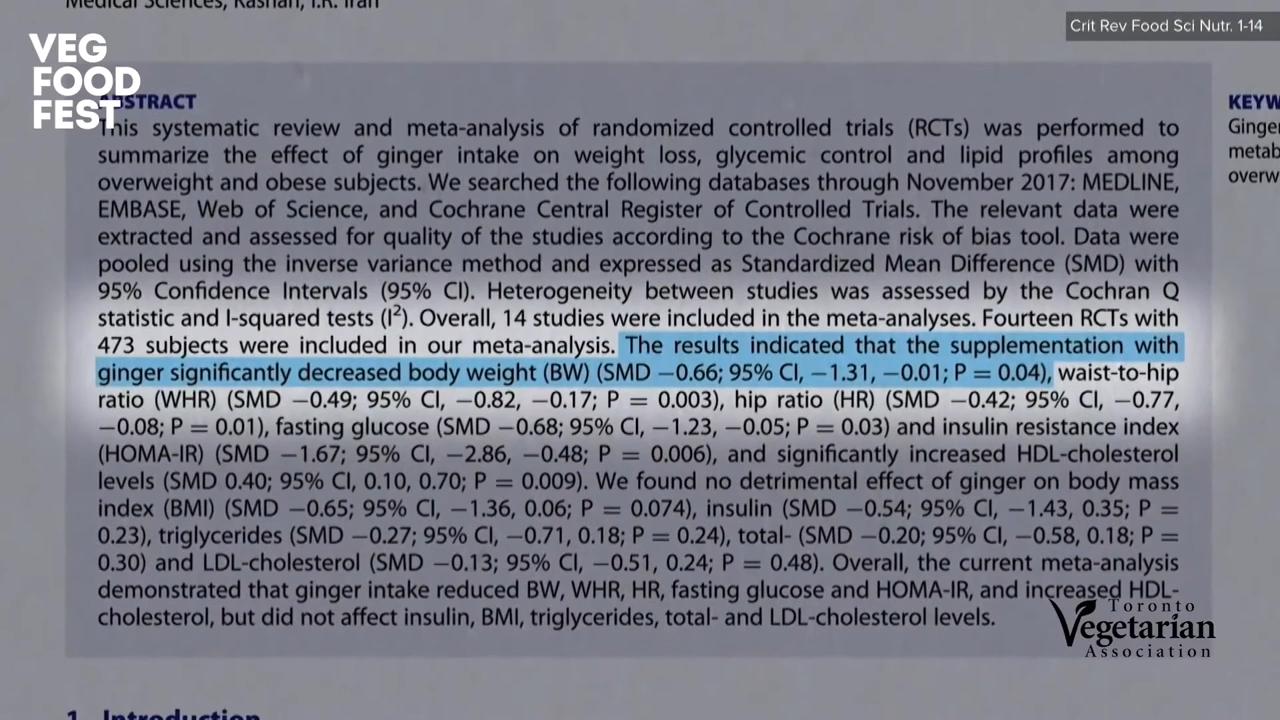 Medical Sciences, Kashan, I.R. Iran
Crit Rev Food Sci Nutr. 1-14
VEG
FOOD
FEST
ABSTRACT
This systematic review and meta-analysis of randomized controlled trials (RCTs) was performed to
summarize the effect of ginger intake on weight loss, glycemic control and lipid profiles among
overweight and obese subjects. We searched the following databases through November 2017: MEDLINE,
EMBASE, Web of Science, and Cochrane Central Register of Controlled Trials. The relevant data were
extracted and assessed for quality of the studies according to the Cochrane risk of bias tool. Data were
pooled using the inverse variance method and expressed as Standardized Mean Difference (SMD) with
95% Confidence Intervals (95% CI). Heterogeneity between studies was assessed by the Cochran Q
statistic and I-squared tests (I²). Overall, 14 studies were included in the meta-analyses. Fourteen RCTs with
473 subjects were included in our meta-analysis. The results indicated that the supplementation with
ginger significantly decreased body weight (BW) (SMD −0.66; 95% CI, −1.31, −0.01; P = 0.04), waist-to-hip
ratio (WHR) (SMD −0.49; 95% CI, −0.82, −0.17; P = 0.003), hip ratio (HR) (SMD −0.42; 95% CI, −0.77,
−0.08; P = 0.01), fasting glucose (SMD −0.68; 95% CI, −1.23, −0.05; P = 0.03) and insulin resistance index
(HOMA-IR) (SMD −1.67; 95% CI, −2.86, −0.48; P = 0.006), and significantly increased HDL-cholesterol
levels (SMD 0.40; 95% CI, 0.10, 0.70; P = 0.009). We found no detrimental effect of ginger on body mass
index (BMI) (SMD −0.65; 95% CI, −1.36, 0.06; P = 0.074), insulin (SMD −0.54; 95% CI, −1.43, 0.35; P =
0.23), triglycerides (SMD −0.27; 95% CI, −0.71, 0.18; P = 0.24), total- (SMD −0.20; 95% CI, −0.58, 0.18; P =
0.30) and LDL-cholesterol (SMD −0.13; 95% CI, −0.51, 0.24; P = 0.48). Overall, the current meta-analysis
demonstrated that ginger intake reduced BW, WHR, HR, fasting glucose and HOMA-IR, and increased HDL-
cholesterol, but did not affect insulin, BMI, triglycerides, total- and LDL-cholesterol levels.
KEYW
Ginger
metab
overw
Toronto
Vegetarian
Association
1 Introduction